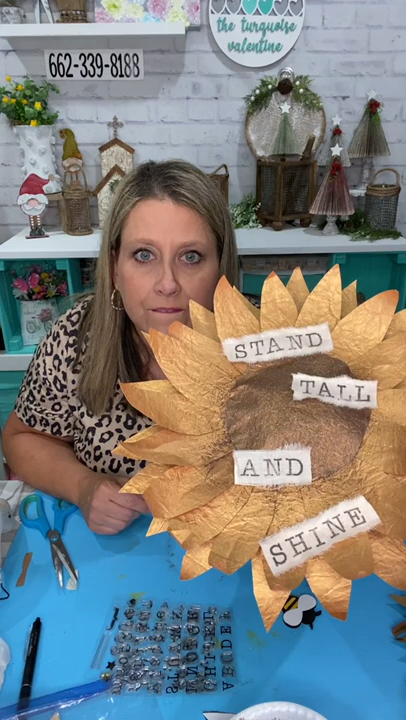 the turquoise
valentine
662-339-8188
STAND
TALL
AND
SHINE